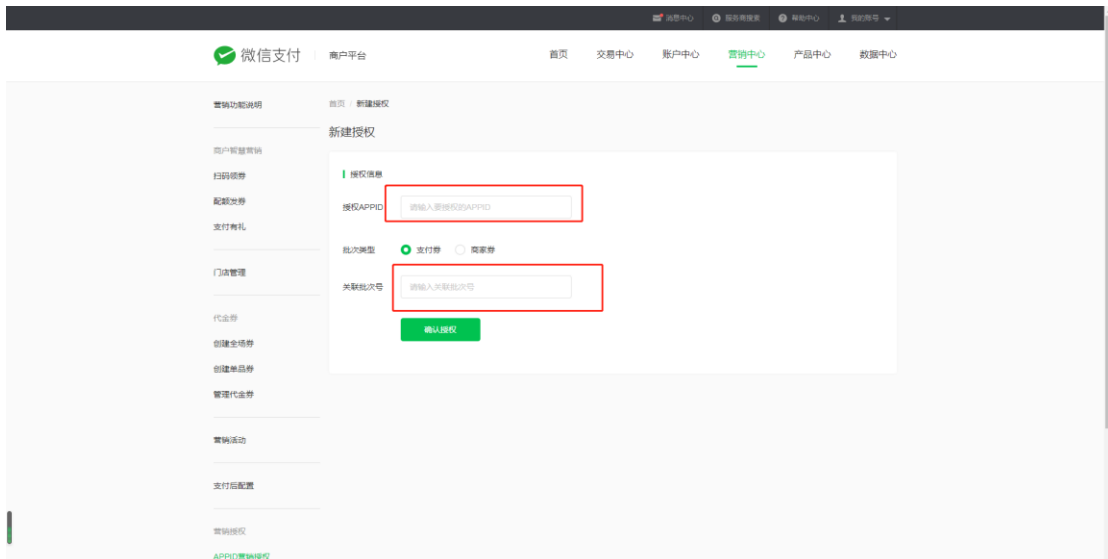 消息中心 服务商搜索 帮助中心 我的账号
微信支付 商户平台 首页 交易中心 账户中心 营销中心 产品中心 数据中心
营销功能说明
商户智慧营销
扫码领券
配额发券
支付有礼
门店管理
代金券
创建全场券
创建单品券
管理代金券
营销活动
支付后配置
营销授权
APPID营销授权
首页 / 新建授权
新建授权
授权信息
授权APPID 请输入要授权的APPID
批次类型 支付券 商家券
关联批次号 请输入关联批次号
确认授权